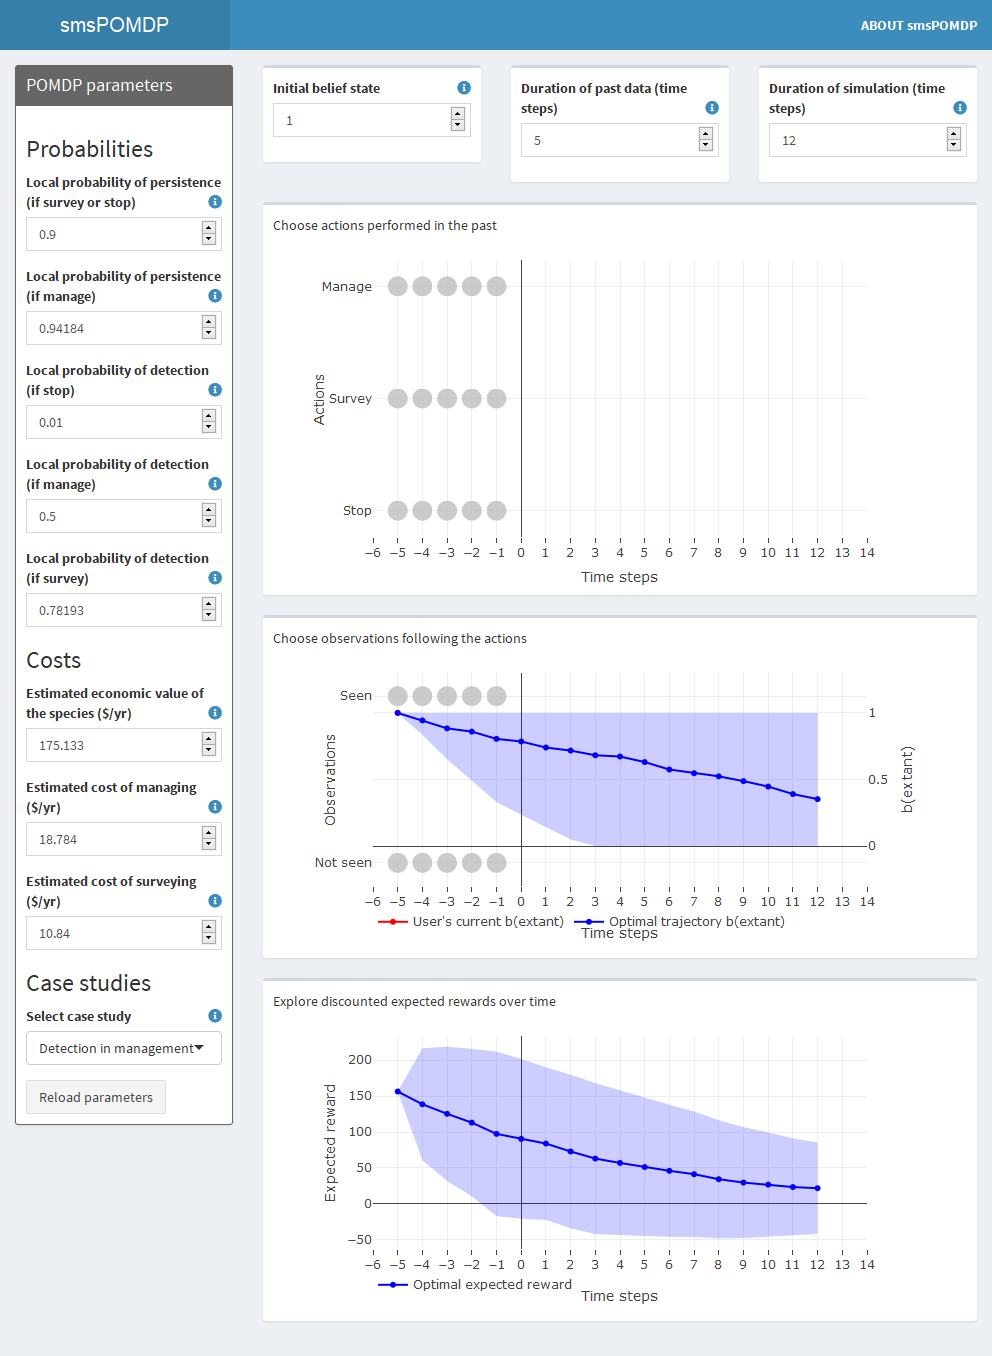 smsPOMDP
ABOUT smsPOMDP
POMDP parameters
Probabilities
Local probability of persistence
(if survey or stop)
0.9
Local probability of persistence
(if manage)
0.94184
Local probability of detection
(if stop)
0.01
Local probability of detection
(if manage)
0.5
Local probability of detection
(if survey)
0.78193
Costs
Estimated economic value of
the species ($/yr)
175.133
Estimated cost of managing
($/yr)
18.784
Estimated cost of surveying
($/yr)
10.84
Case studies
Select case study
Detection in management
Reload parameters
Initial belief state
1
Duration of past data (time
steps)
5
Duration of simulation (time
steps)
12
Choose actions performed in the past
Manage
Survey
Stop
Actions
−6 −5 −4 −3 −2 −1 0 1 2 3 4 5 6 7 8 9 10 11 12 13 14
Time steps
Choose observations following the actions
Seen
Not seen
Observations
1
0.5
0
b(extant)
−6 −5 −4 −3 −2 −1 0 1 2 3 4 5 6 7 8 9 10 11 12 13 14
User's current b(extant) Optimal trajectory b(extant)
Time steps
Explore discounted expected rewards over time
200
150
100
50
0
−50
Expected reward
−6 −5 −4 −3 −2 −1 0 1 2 3 4 5 6 7 8 9 10 11 12 13 14
Optimal expected reward
Time steps